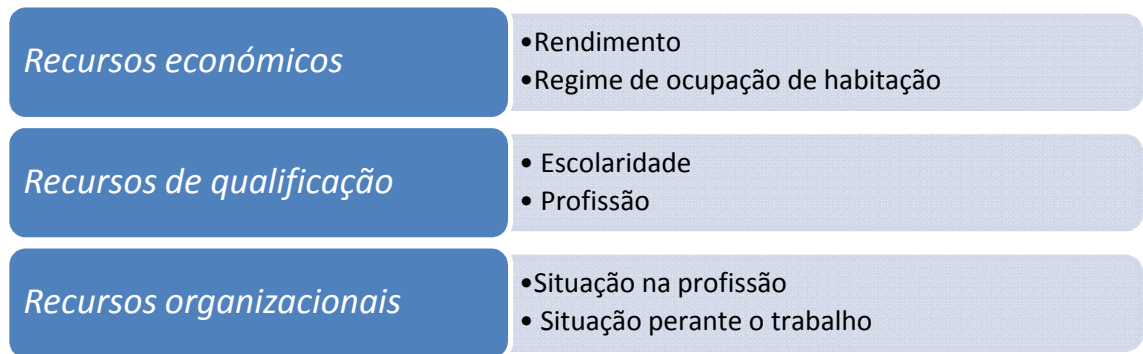 Recursos económicos
•Rendimento
•Regime de ocupação de habitação
Recursos de qualificação
• Escolaridade
• Profissão
Recursos organizacionais
•Situação na profissão
• Situação perante o trabalho